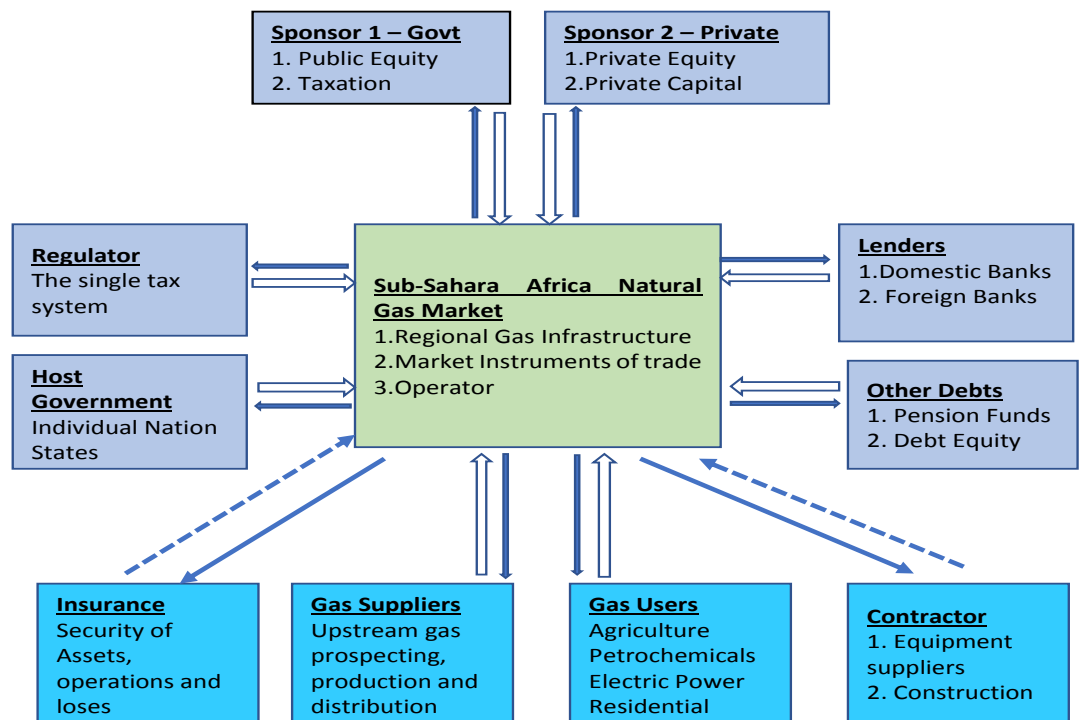 Sponsor 1 – Govt
1. Public Equity
2. Taxation
Sponsor 2 – Private
1.Private Equity
2.Private Capital
Regulator
The single tax
system
Sub-Sahara Africa Natural
Gas Market
1.Regional Gas Infrastructure
2.Market Instruments of trade
3.Operator
Lenders
1.Domestic Banks
2. Foreign Banks
Host
Government
Individual Nation
States
Other Debts
1. Pension Funds
2. Debt Equity
Insurance
Security of
Assets,
operations and
loses
Gas Suppliers
Upstream gas
prospecting,
production and
distribution
Gas Users
Agriculture
Petrochemicals
Electric Power
Residential
Contractor
1. Equipment
suppliers
2. Construction